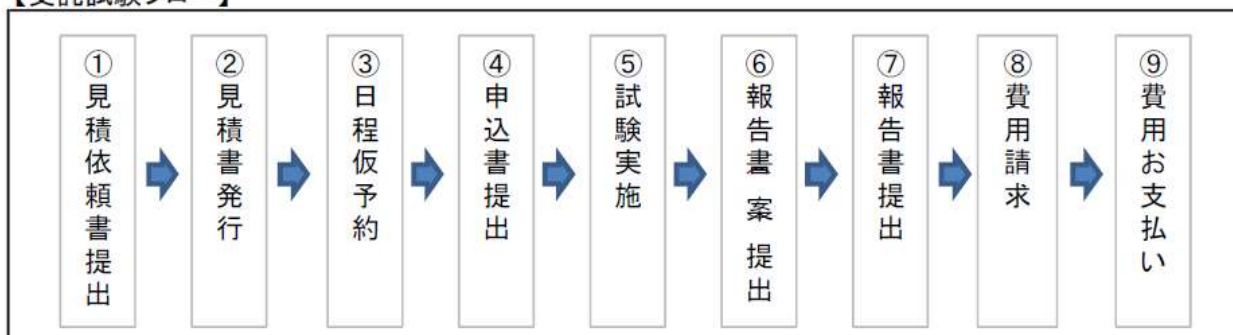 ①見積依頼書提出
②見積書発行
③日程仮予約
④申込書提出
⑤試験実施
⑥報告書案提出
⑦報告書提出
⑧費用請求
⑨費用お支払い